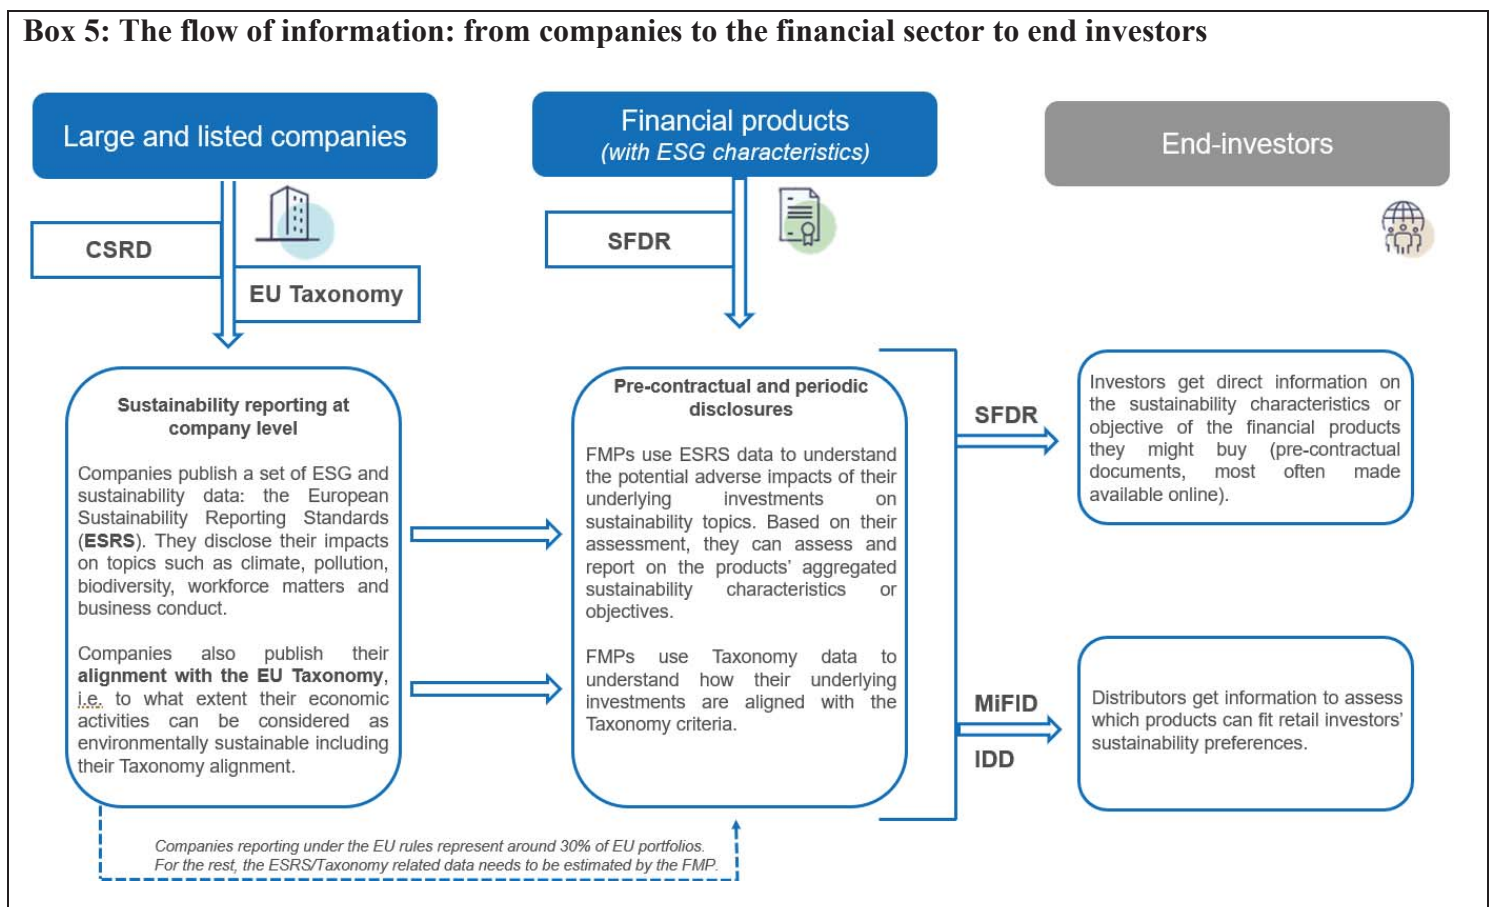 Box 5: The flow of information: from companies to the financial sector to end investors
Large and listed companies
CSRD
EU Taxonomy
Sustainability reporting at
company level
Companies publish a set of ESG and
sustainability data: the European
Sustainability Reporting Standards
(ESRS). They disclose their impacts
on topics such as climate, pollution,
biodiversity, workforce matters and
business conduct.
Companies also publish their
alignment with the EU Taxonomy,
i.e. to what extent their economic
activities can be considered as
environmentally sustainable including
their Taxonomy alignment.
Financial products
(with ESG characteristics)
SFDR
Pre-contractual and periodic
disclosures
FMPs use ESRS data to understand
the potential adverse impacts of their
underlying investments on
sustainability topics. Based on their
assessment, they can assess and
report on the products’ aggregated
sustainability characteristics or
objectives.
FMPs use Taxonomy data to
understand how their underlying
investments are aligned with the
Taxonomy criteria.
Companies reporting under the EU rules represent around 30% of EU portfolios.
For the rest, the ESRS/Taxonomy related data needs to be estimated by the FMP.
End-investors
SFDR
Investors get direct information on
the sustainability characteristics or
objective of the financial products
they might buy (pre-contractual
documents, most often made
available online).
MiFID
IDD
Distributors get information to assess
which products can fit retail investors’
sustainability preferences.